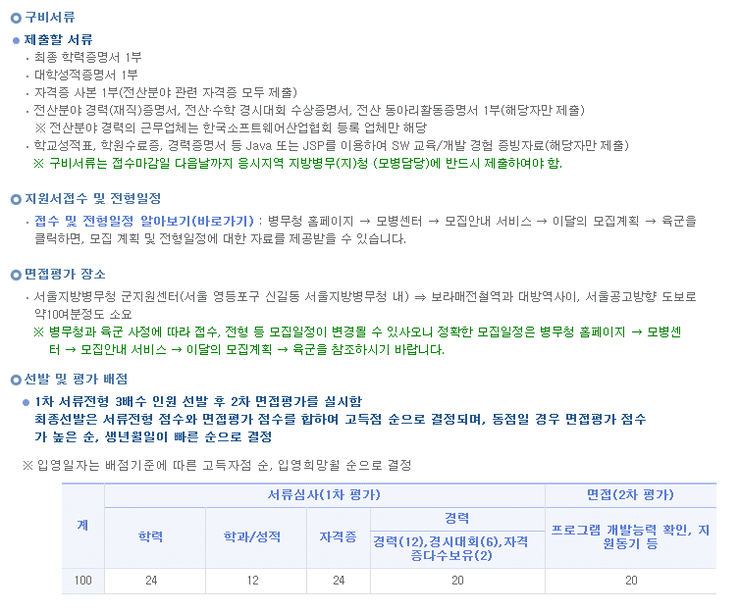 구비서류
제출할 서류
· 최종 학력증명서 1부
· 대학성적증명서 1부
· 자격증 사본 1부(전산분야 관련 자격증 모두 제출)
· 전산분야 경력(재직)증명서, 전산·수학 경시대회 수상증명서, 전산 동아리활동증명서 1부(해당자만 제출)
※ 전산분야 경력의 근무업체는 한국소프트웨어산업협회 등록 업체만 해당
· 학교성적표, 학원수료증, 경력증명서 등 Java 또는 JSP를 이용하여 SW 교육/개발 경험 증빙자료(해당자만 제출)
※ 구비서류는 접수마감일 다음날까지 응시지역 지방병무(지)청 (모병담당)에 반드시 제출하여야 함.
지원서접수 및 전형일정
· 접수 및 전형일정 알아보기(바로가기) : 병무청 홈페이지 → 모병센터 → 모집안내 서비스 → 이달의 모집계획 → 육군을
클릭하면, 모집 계획 및 전형일정에 대한 자료를 제공받을 수 있습니다.
면접평가 장소
· 서울지방병무청 군지원센터(서울 영등포구 신길동 서울지방병무청 내) ⇒ 보라매전철역과 대방역사이, 서울공고방향 도보로
약10여분정도 소요
※ 병무청과 육군 사정에 따라 접수, 전형 등 모집일정이 변경될 수 있사오니 정확한 모집일정은 병무청 홈페이지 → 모병센
터 → 모집안내 서비스 → 이달의 모집계획 → 육군을 참조하시기 바랍니다.
선발 및 평가 배점
1차 서류전형 3배수 인원 선발 후 2차 면접평가를 실시함
최종선발은 서류전형 점수와 면접평가 점수를 합하여 고득점 순으로 결정되며, 동점일 경우 면접평가 점수
가 높은 순, 생년월일이 빠른 순으로 결정
※ 입영일자는 배점기준에 따른 고득자점 순, 입영희망월 순으로 결정
계 서류심사(1차 평가) 면접(2차 평가)
학력 학과/성적 자격증 경력 프로그램 개발능력 확인, 지
원동기 등
경력(12),경시대회(6),자격
증다수보유(2)
100 24 12 24 20 20